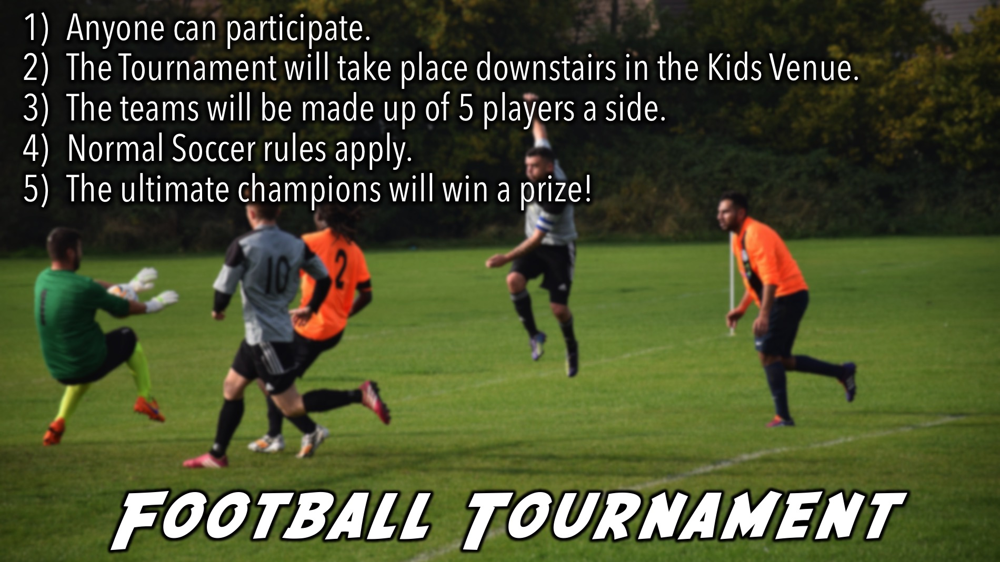 1) Anyone can participate.
2) The Tournament will take place downstairs in the Kids Venue.
3) The teams will be made up of 5 players a side.
4) Normal Soccer rules apply.
5) The ultimate champions will win a prize!
10
2
FOOTBALL TOURNAMENT